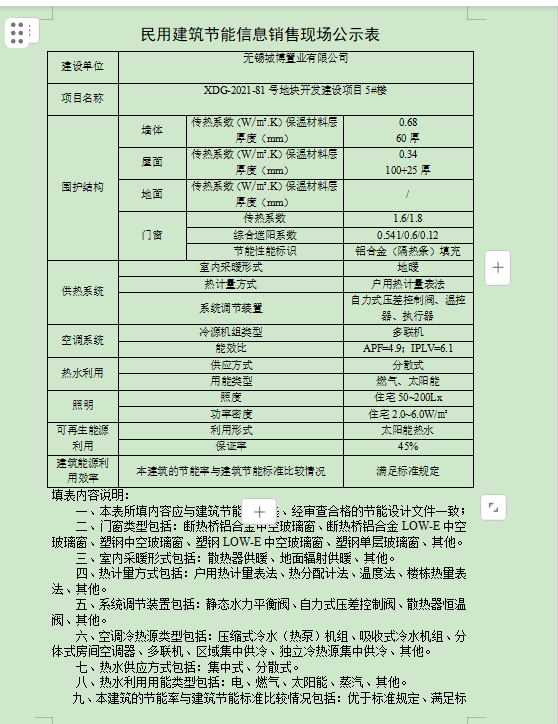 民用建筑节能信息销售现场公示表
建设单位 无锡城博置业有限公司
项目名称 XDG-2021-81 号地块开发建设项目 5#楼
围护结构 墙体 传热系数（W/㎡.K）保温材料层厚度（mm） 0.68
60 厚
屋面 传热系数（W/㎡.K）保温材料层厚度（mm） 0.34
100+25 厚
地面 传热系数（W/㎡.K）保温材料层厚度（mm） /
门窗 传热系数 1.6/1.8
综合遮阳系数 0.541/0.6/0.12
节能性能标识 铝合金（隔热条）填充
供热系统 室内采暖形式 地暖
热计量方式 户用热计量表法
系统调节装置 自力式压差控制阀、温控器、执行器
空调系统 冷源机组类型 多联机
能效比 APF=4.9；IPLV=6.1
热水利用 供应方式 分散式
用能类型 燃气、太阳能
照明 照度 住宅 50~200Lx
功率密度 住宅 2.0~6.0W/㎡
可再生能源利用 利用形式 太阳能热水
保证率 45%
建筑能源利用效率 本建筑的节能率与建筑节能标准比较情况 满足标准规定
填表内容说明：
一、本表所填内容应与建筑节能 、经审查合格的节能设计文件一致；
二、门窗类型包括：断热桥铝合金中空玻璃窗、断热桥铝合金 LOW-E 中空
玻璃窗、塑钢中空玻璃窗、塑钢 LOW-E 中空玻璃窗、塑钢单层玻璃窗、其他。
三、室内采暖形式包括：散热器供暖、地面辐射供暖、其他。
四、热计量方式包括：户用热计量表法、热分配计法、温度法、楼栋热量表
法、其他。
五、系统调节装置包括：静态水力平衡阀、自力式压差控制阀、散热器恒温
阀、其他。
六、空调冷热源类型包括：压缩式冷水（热泵）机组、吸收式冷水机组、分
体式房间空调器、多联机、区域集中供冷、独立冷热源集中供冷、其他。
七、热水供应方式包括：集中式、分散式。
八、热水利用用能类型包括：电、燃气、太阳能、蒸汽、其他。
九、本建筑的节能率与建筑节能标准比较情况包括：优于标准规定、满足标